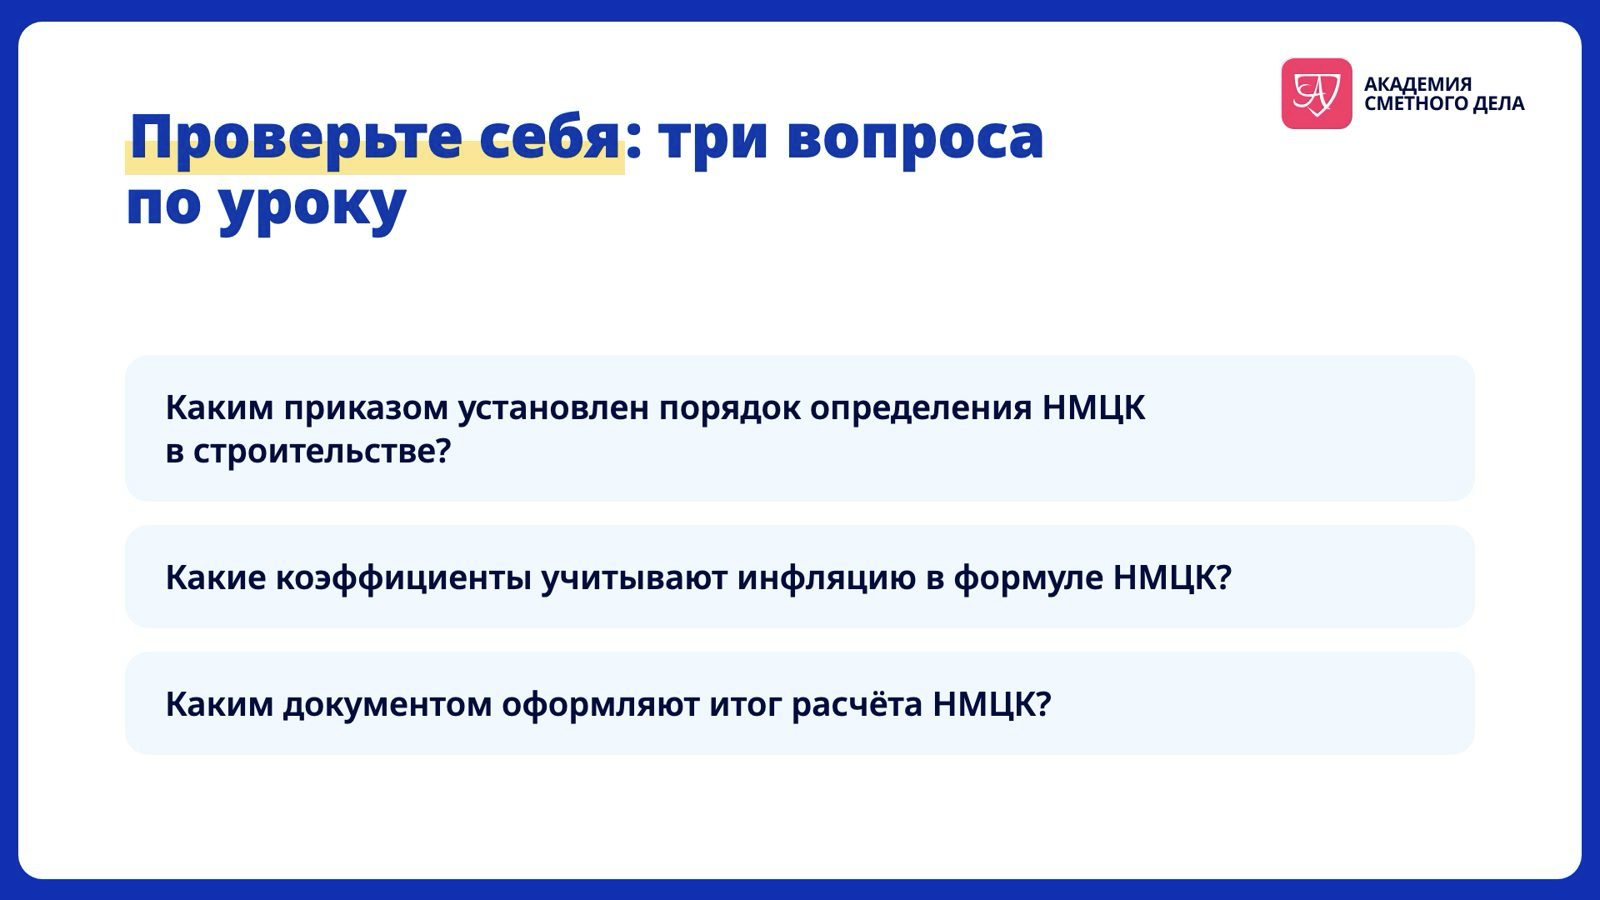 АКАДЕМИЯ
СМЕТНОГО ДЕЛА
Проверьте себя: три вопроса
по уроку
Каким приказом установлен порядок определения НМЦК
в строительстве?
Какие коэффициенты учитывают инфляцию в формуле НМЦК?
Каким документом оформляют итог расчёта НМЦК?